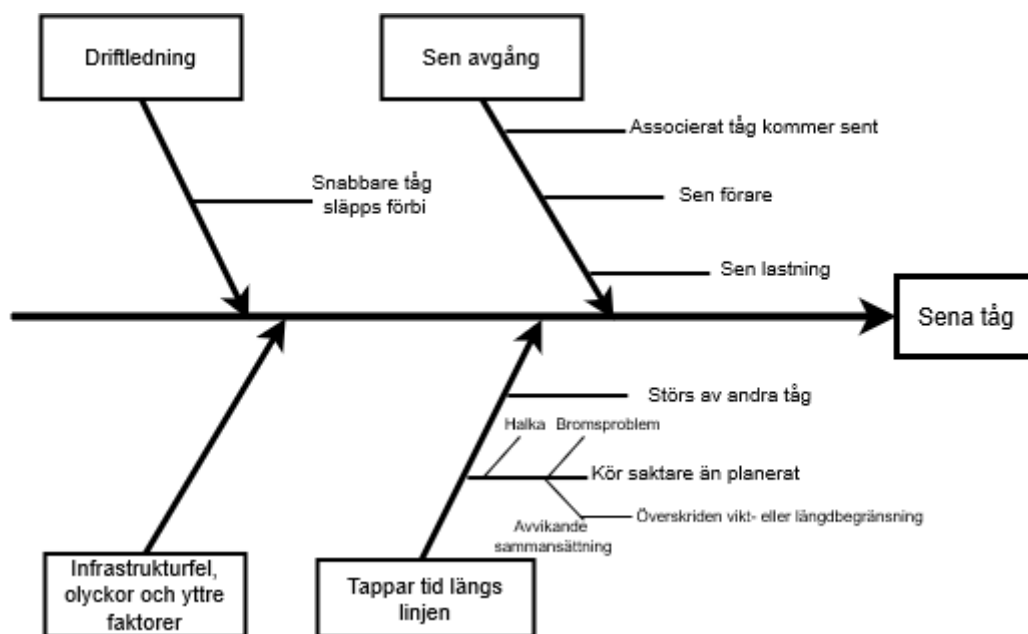 Driftledning
Sen avgång
Associerat tåg kommer sent
Snabbare tåg
släpps förbi
Sen förare
Sen lastning
Sena tåg
Störs av andra tåg
Halka
Bromsproblem
Kör saktare än planerat
Överskriden vikt- eller längdbegränsning
Avvikande
sammansättning
Infrastrukturfel,
olyckor och yttre
faktorer
Tappar tid längs
linjen